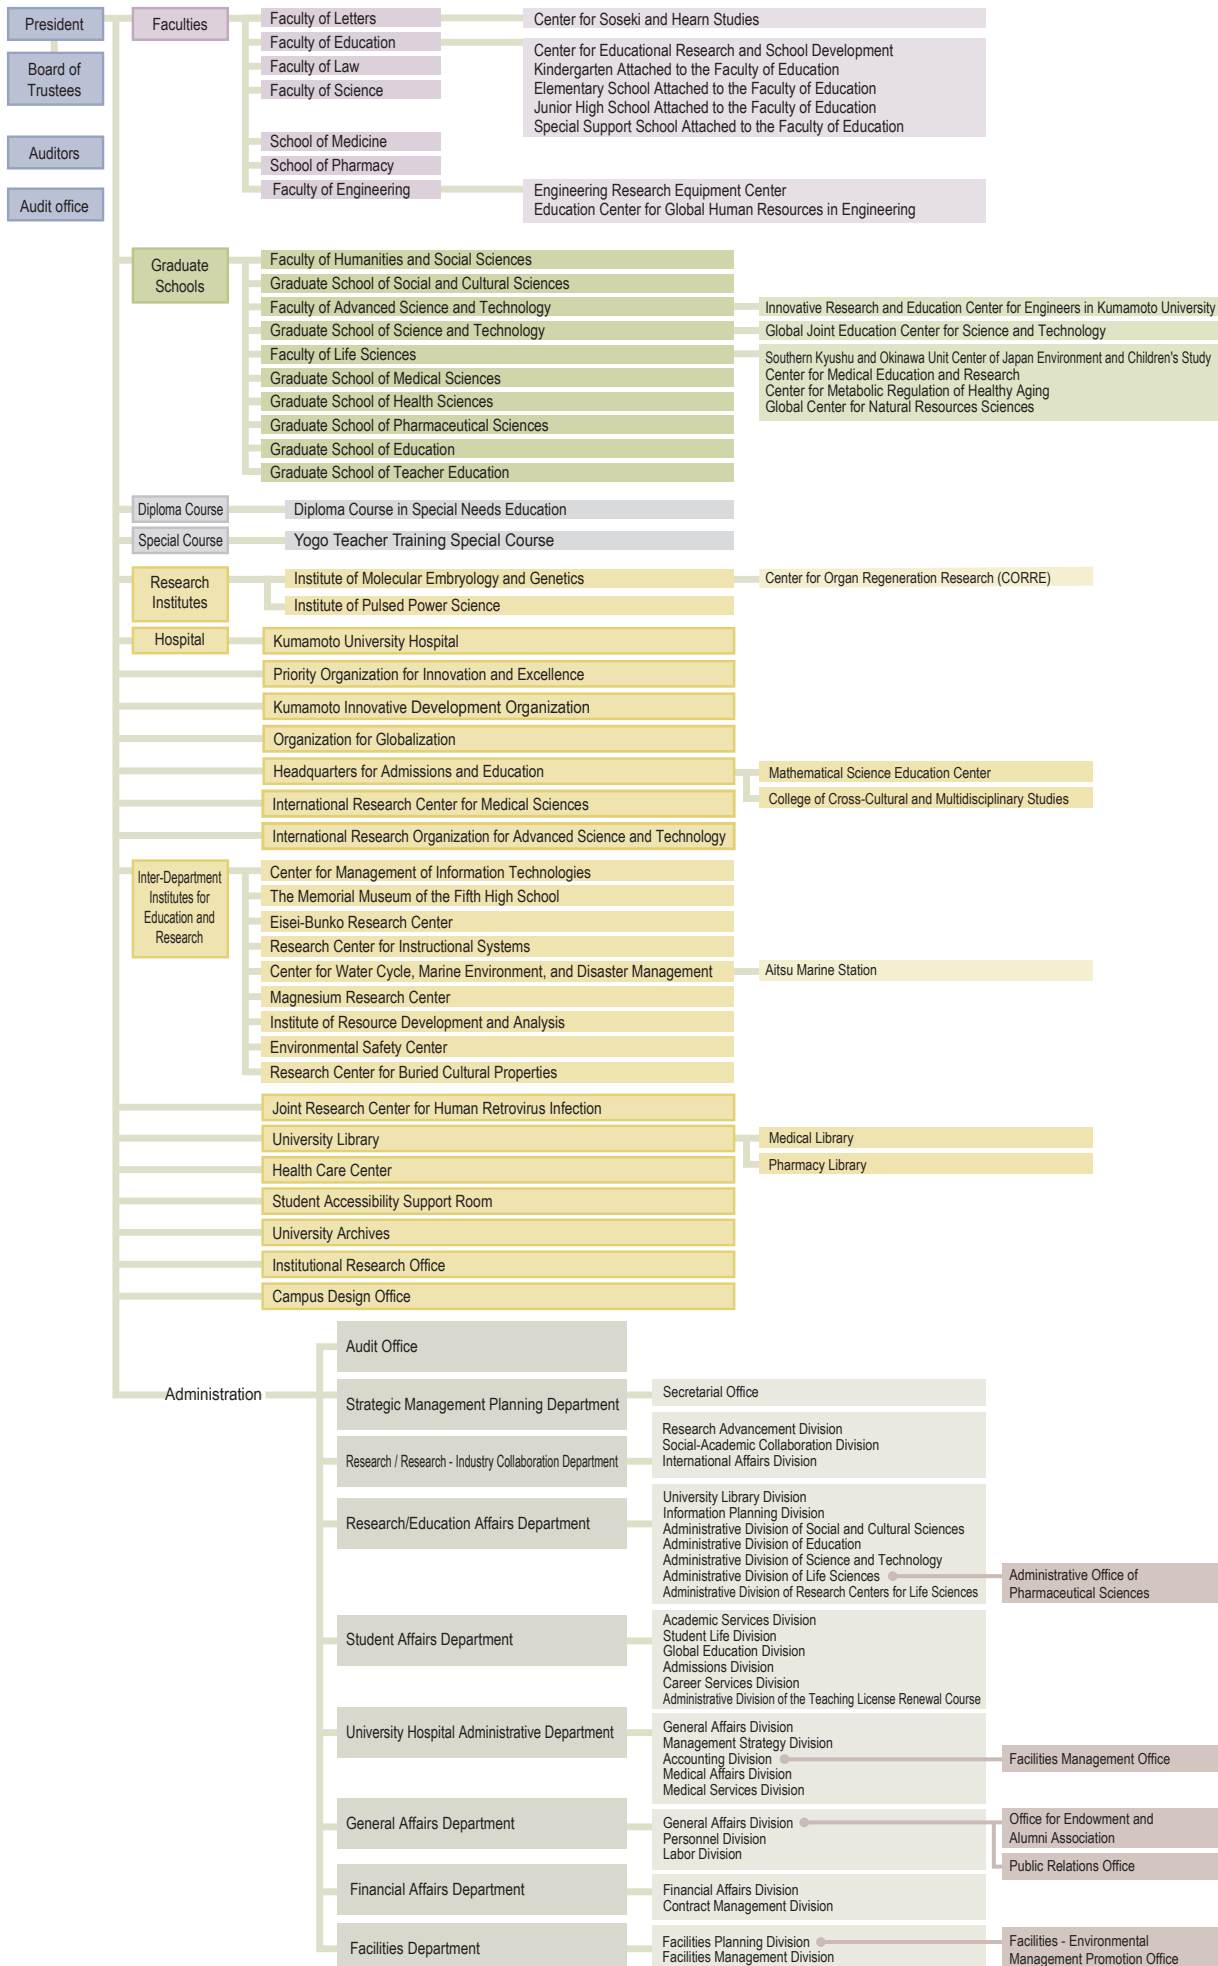 President
Board of
Trustees
Auditors
Audit office
Faculties
Faculty of Letters
Center for Soseki and Hearn Studies
Faculty of Education
Center for Educational Research and School Development
Kindergarten Attached to the Faculty of Education
Elementary School Attached to the Faculty of Education
Junior High School Attached to the Faculty of Education
Special Support School Attached to the Faculty of Education
Faculty of Law
Faculty of Science
School of Medicine
School of Pharmacy
Faculty of Engineering
Engineering Research Equipment Center
Education Center for Global Human Resources in Engineering
Graduate
Schools
Faculty of Humanities and Social Sciences
Graduate School of Social and Cultural Sciences
Faculty of Advanced Science and Technology
Innovative Research and Education Center for Engineers in Kumamoto University
Graduate School of Science and Technology
Global Joint Education Center for Science and Technology
Faculty of Life Sciences
Southern Kyushu and Okinawa Unit Center of Japan Environment and Children's Study
Center for Medical Education and Research
Center for Metabolic Regulation of Healthy Aging
Global Center for Natural Resources Sciences
Graduate School of Medical Sciences
Graduate School of Health Sciences
Graduate School of Pharmaceutical Sciences
Graduate School of Education
Graduate School of Teacher Education
Diploma Course
Diploma Course in Special Needs Education
Special Course
Yogo Teacher Training Special Course
Research
Institutes
Institute of Molecular Embryology and Genetics
Center for Organ Regeneration Research (CORRE)
Institute of Pulsed Power Science
Hospital
Kumamoto University Hospital
Priority Organization for Innovation and Excellence
Kumamoto Innovative Development Organization
Organization for Globalization
Headquarters for Admissions and Education
Mathematical Science Education Center
College of Cross-Cultural and Multidisciplinary Studies
International Research Center for Medical Sciences
International Research Organization for Advanced Science and Technology
Inter-Department
Institutes for
Education and
Research
Center for Management of Information Technologies
The Memorial Museum of the Fifth High School
Eisei-Bunko Research Center
Research Center for Instructional Systems
Center for Water Cycle, Marine Environment, and Disaster Management
Aitsu Marine Station
Magnesium Research Center
Institute of Resource Development and Analysis
Environmental Safety Center
Research Center for Buried Cultural Properties
Joint Research Center for Human Retrovirus Infection
University Library
Medical Library
Pharmacy Library
Health Care Center
Student Accessibility Support Room
University Archives
Institutional Research Office
Campus Design Office
Administration
Audit Office
Strategic Management Planning Department
Secretarial Office
Research / Research - Industry Collaboration Department
Research Advancement Division
Social-Academic Collaboration Division
International Affairs Division
Research/Education Affairs Department
University Library Division
Information Planning Division
Administrative Division of Social and Cultural Sciences
Administrative Division of Education
Administrative Division of Science and Technology
Administrative Division of Life Sciences
Administrative Division of Research Centers for Life Sciences
Administrative Office of
Pharmaceutical Sciences
Student Affairs Department
Academic Services Division
Student Life Division
Global Education Division
Admissions Division
Career Services Division
Administrative Division of the Teaching License Renewal Course
University Hospital Administrative Department
General Affairs Division
Management Strategy Division
Accounting Division
Medical Affairs Division
Medical Services Division
Facilities Management Office
General Affairs Department
General Affairs Division
Personnel Division
Labor Division
Office for Endowment and
Alumni Association
Public Relations Office
Financial Affairs Department
Financial Affairs Division
Contract Management Division
Facilities Department
Facilities Planning Division
Facilities Management Division
Facilities - Environmental
Management Promotion Office